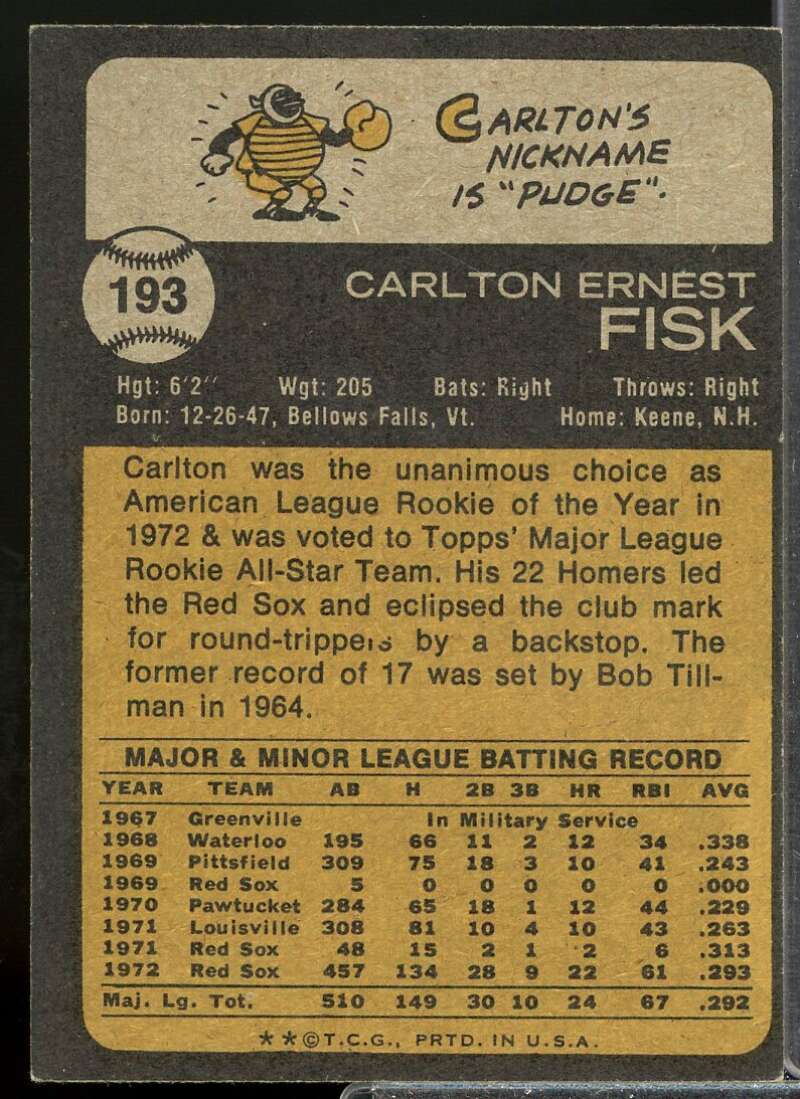 CARLTON'S
NICKNAME
IS "PUDGE".
193
CARLTON ERNEST
FISK
Hgt: 6'2" Wgt: 205 Bats: Right Throws: Right
Born: 12-26-47, Bellows Falls, Vt. Home: Keene, N.H.
Carlton was the unanimous choice as
American League Rookie of the Year in
1972 & was voted to Topps' Major League
Rookie All-Star Team. His 22 Homers led
the Red Sox and eclipsed the club mark
for round-trippers by a backstop. The
former record of 17 was set by Bob Till-
man in 1964.
MAJOR & MINOR LEAGUE BATTING RECORD
YEAR TEAM AB H 2B 3B HR RBI AVG
1967 Greenville In Military Service
1968 Waterloo 195 66 11 2 12 34 .338
1969 Pittsfield 309 75 18 3 10 41 .243
1969 Red Sox 5 0 0 0 0 0 .000
1970 Pawtucket 284 65 18 1 12 44 .229
1971 Louisville 308 81 10 4 10 43 .263
1971 Red Sox 48 15 2 1 2 6 .313
1972 Red Sox 457 134 28 9 22 61 .293
Maj. Lg. Tot. 510 149 30 10 24 67 .292
**©T.C.G., PRTD. IN U.S.A.